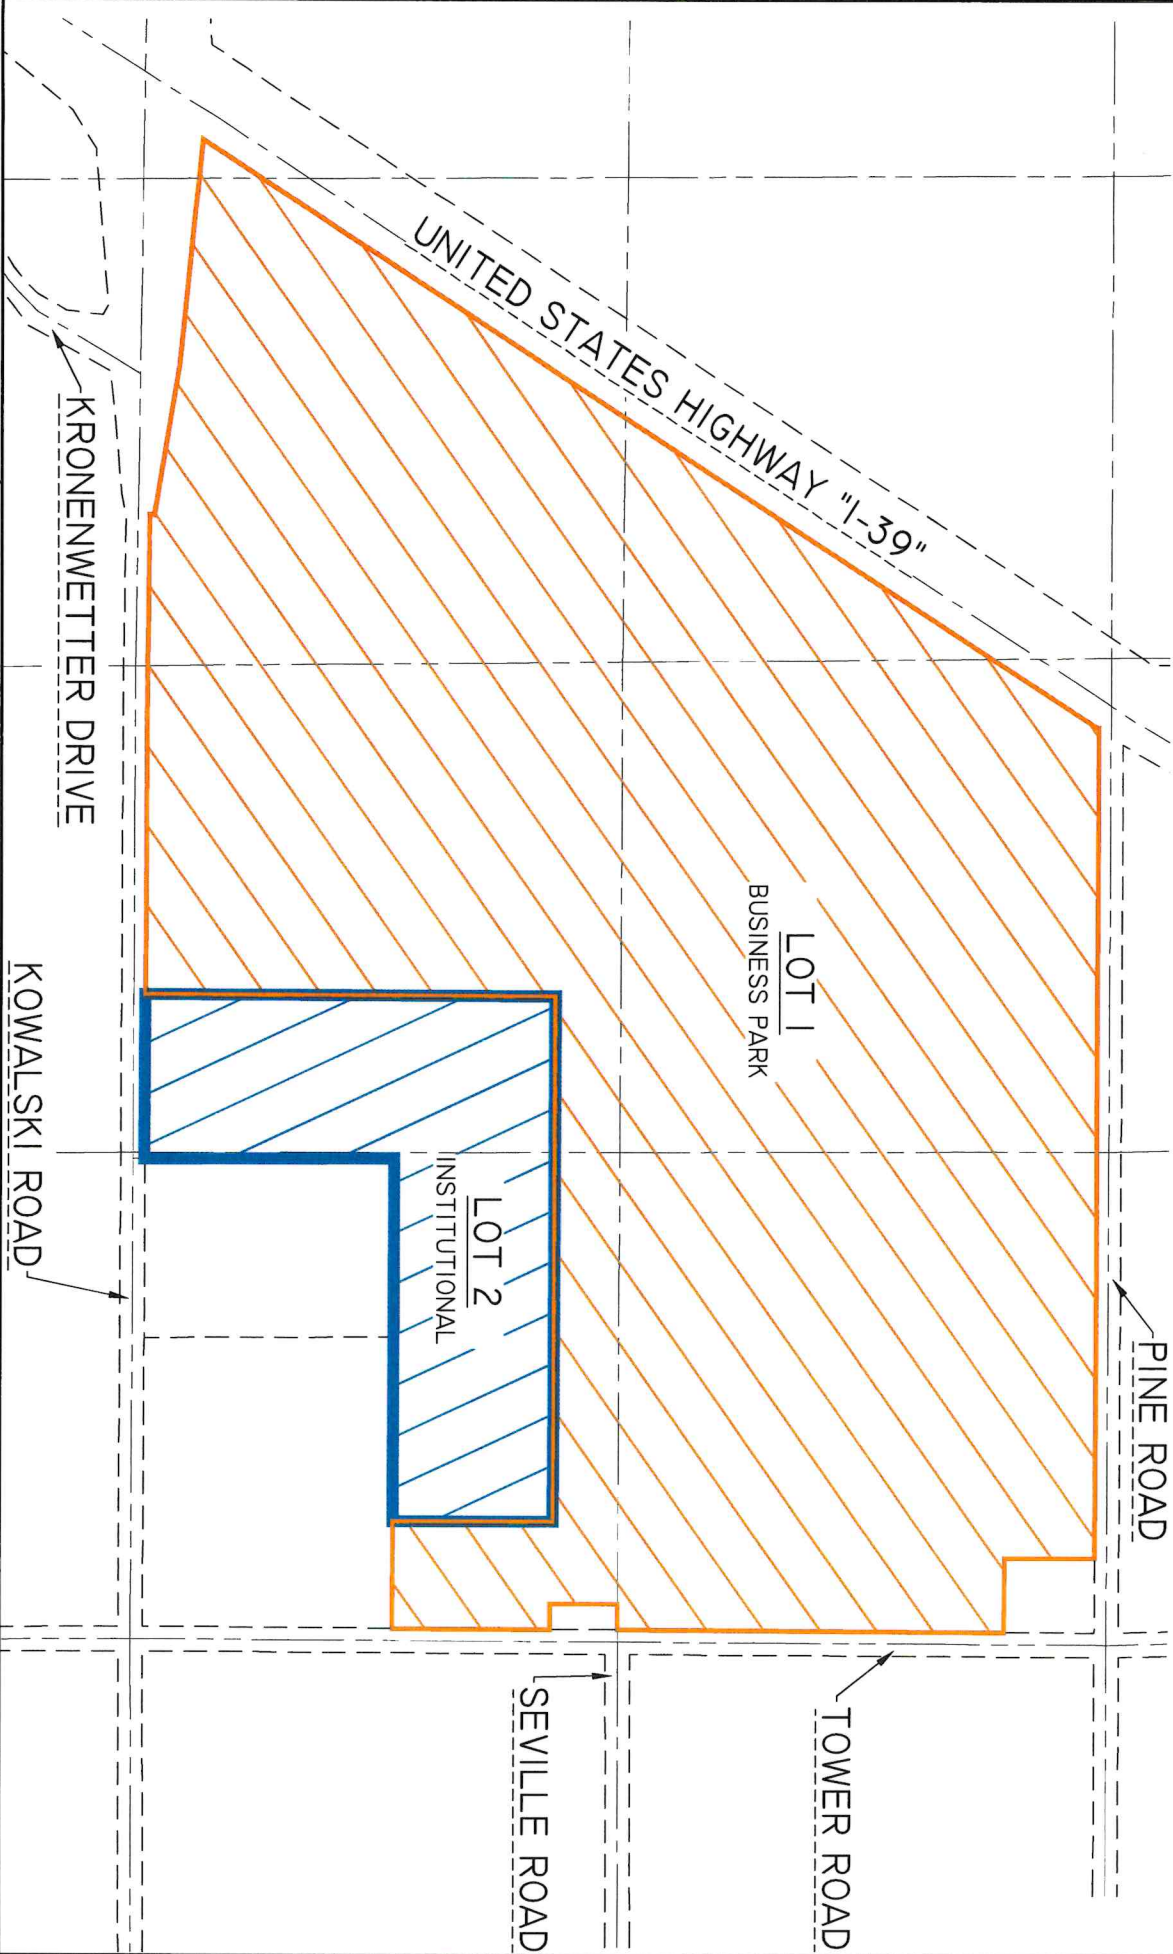 PINE ROAD
UNITED STATES HIGHWAY "I-39"
LOT 1
BUSINESS PARK
TOWER ROAD
SEVILLE ROAD
LOT 2
INSTITUTIONAL
KRONENWETTER DRIVE
KOWALSKI ROAD